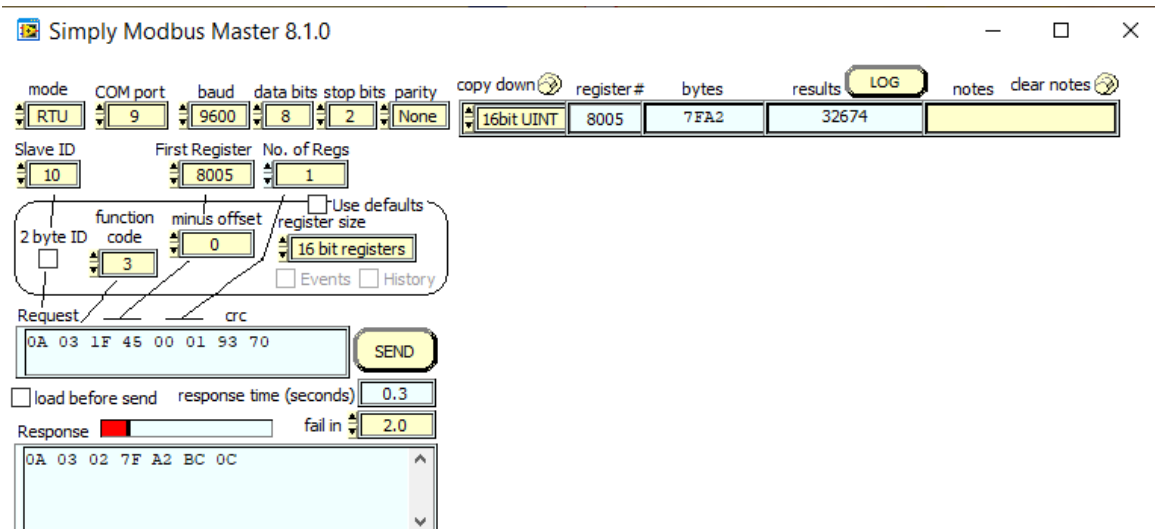 Simply Modbus Master 8.1.0
mode COM port baud data bits stop bits parity copy down register # bytes results LOG notes clear notes
RTU 9 9600 8 2 None 16bit UINT 8005 7FA2 32674
Slave ID First Register No. of Regs
10 8005 1
Use defaults
2 byte ID function code minus offset register size
3 0 16 bit registers
Events History
Request crc
0A 03 1F 45 00 01 93 70 SEND
load before send response time (seconds) 0.3
Response fail in 2.0
0A 03 02 7F A2 BC 0C